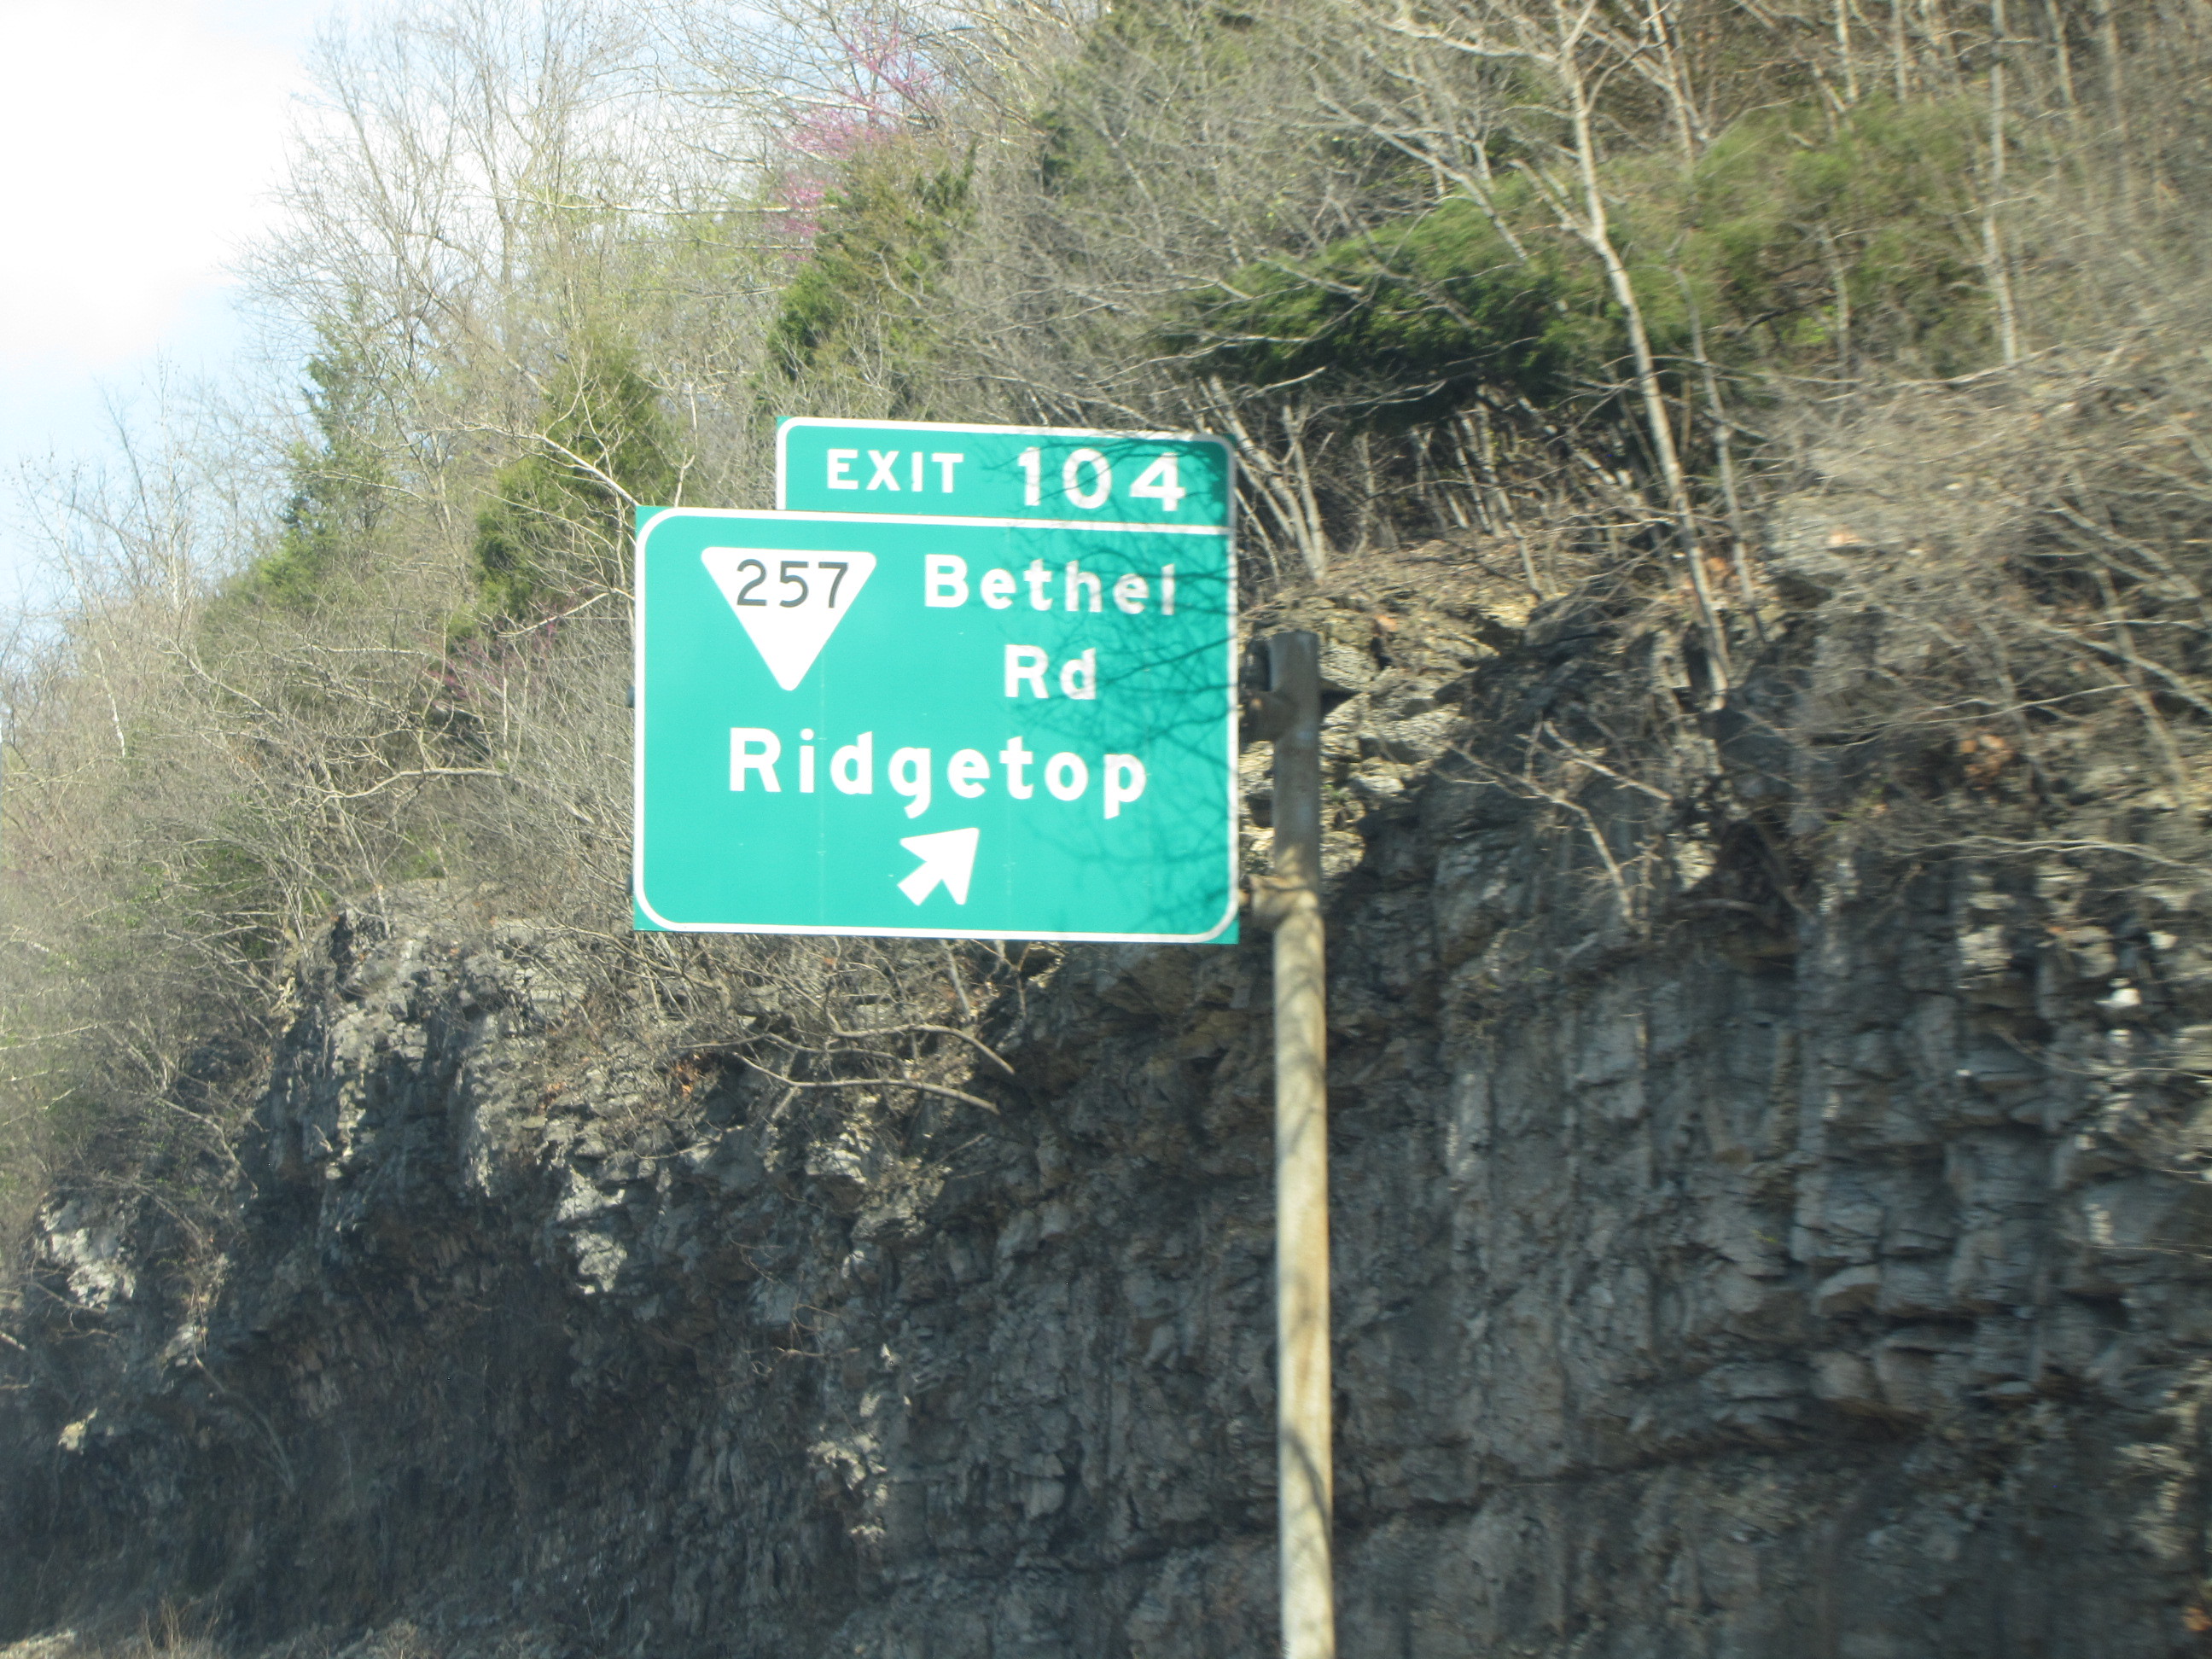 EXIT 104
257 Bethel
Rd
Ridgetop